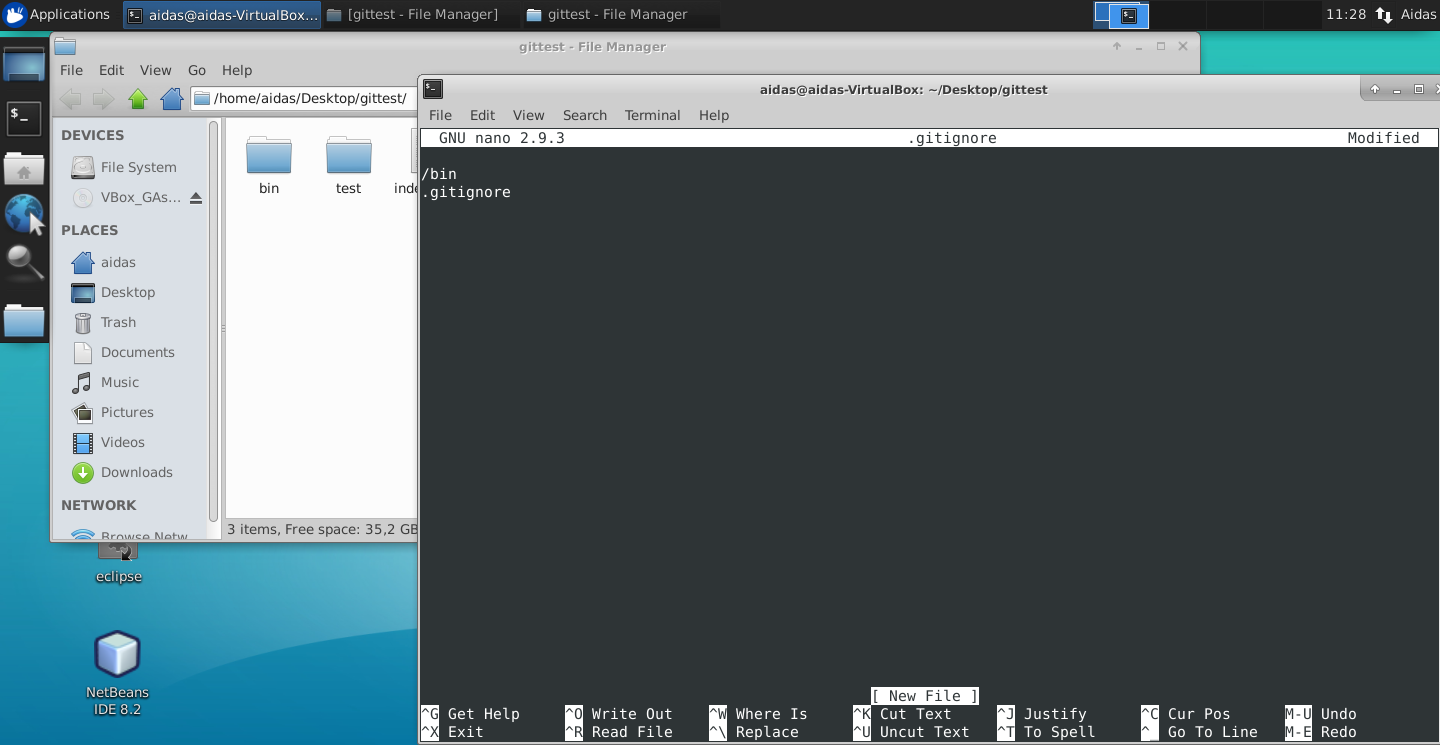 Applications
aidas@aidas-VirtualBox...
[gittest - File Manager]
gittest - File Manager
11:28
Aidas
gittest - File Manager
File Edit View Go Help
/home/aidas/Desktop/gittest/
DEVICES
File System
VBox_GAs...
PLACES
aidas
Desktop
Trash
Documents
Music
Pictures
Videos
Downloads
NETWORK
Browse Netw
bin
test
inde
3 items, Free space: 35,2 GB
eclipse
NetBeans
IDE 8.2
aidas@aidas-VirtualBox: ~/Desktop/gittest
File Edit View Search Terminal Help
GNU nano 2.9.3 .gitignore Modified
/bin
.gitignore
[ New File ]
^G Get Help ^O Write Out ^W Where Is ^K Cut Text ^J Justify ^C Cur Pos M-U Undo
^X Exit ^R Read File ^\ Replace ^U Uncut Text ^T To Spell ^_ Go To Line M-E Redo